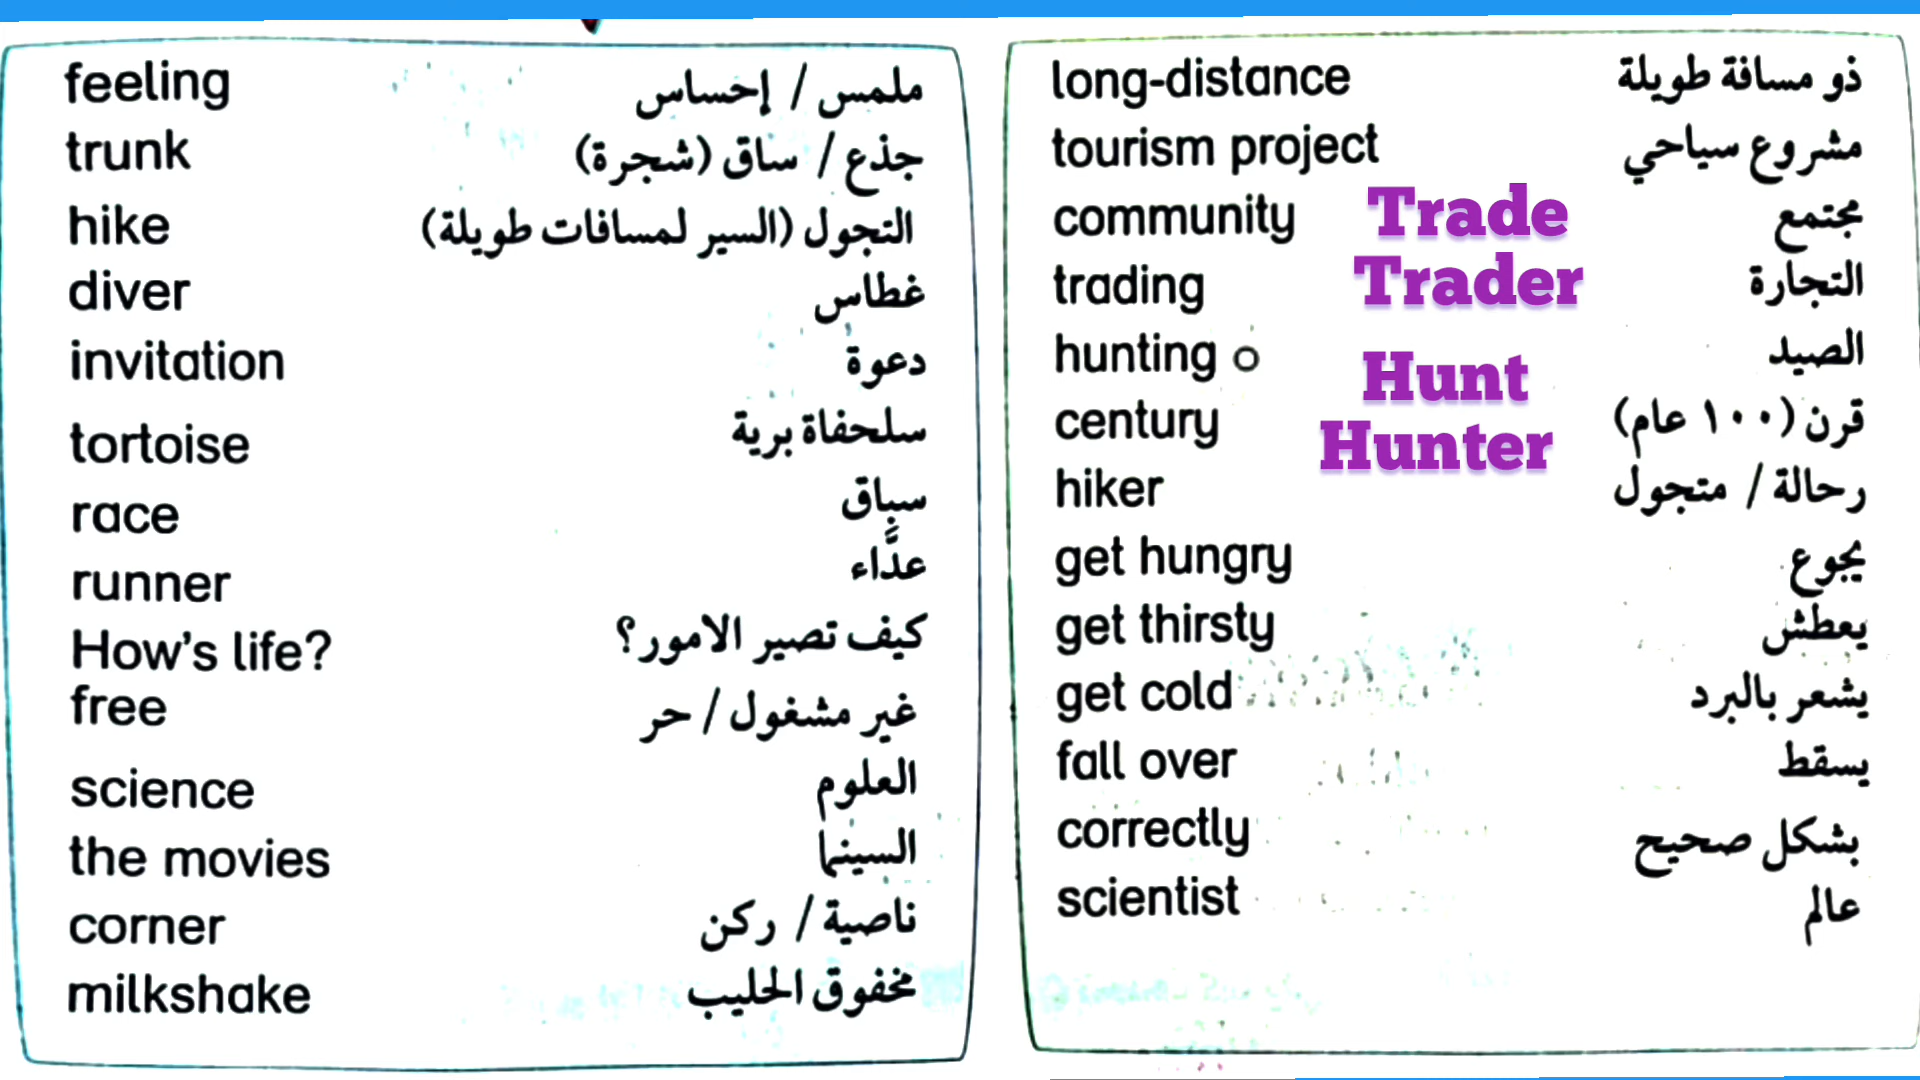 feeling ملمس / إحساس
trunk جذع / ساق (شجرة)
hike التجول (السير لمسافات طويلة)
diver غطاس
invitation دعوة
tortoise سلحفاة برية
race سباق
runner عدَّاء
How's life? كيف تصير الامور؟
free غير مشغول / حر
science العلوم
the movies السينما
corner ناصية / ركن
milkshake مخفوق الحليب
long-distance ذو مسافة طويلة
tourism project مشروع سياحي
community مجتمع
Trade
trading التجارة
Trader
hunting الصيد
Hunt
century قرن (١٠٠ عام)
Hunter
hiker رحالة / متجول
get hungry يجوع
get thirsty يعطش
get cold يشعر بالبرد
fall over يسقط
correctly بشكل صحيح
scientist عالم